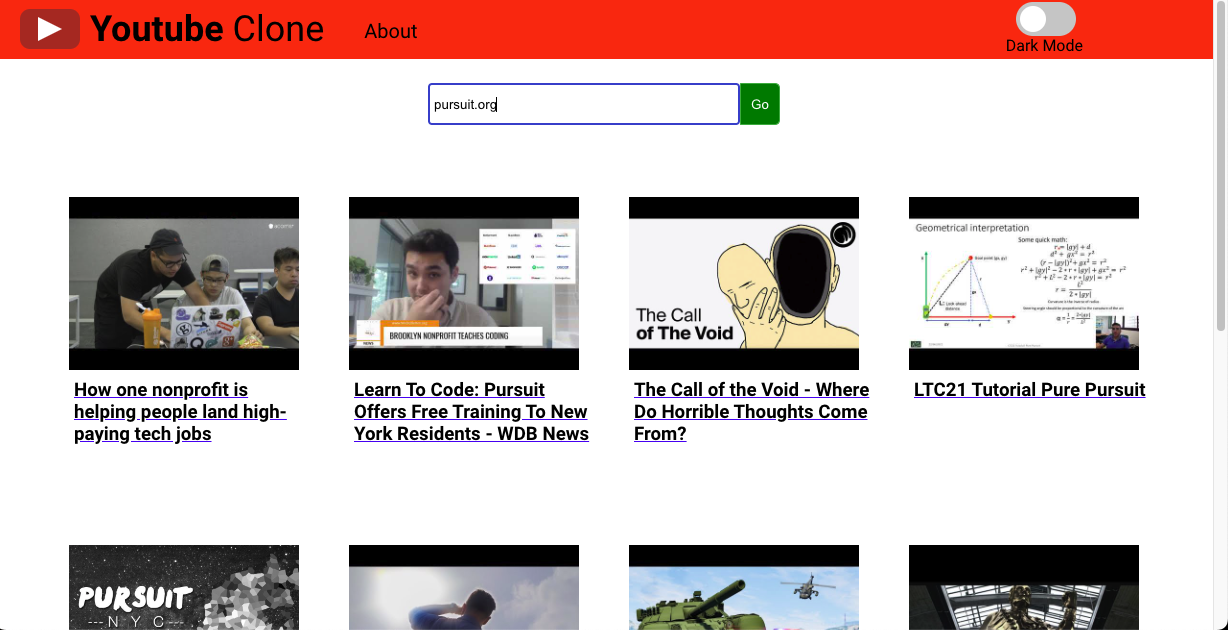 Youtube Clone
About
Dark Mode
pursuit.org
Go
The Call
of The Void
BROOKLYN NONPROFIT TEACHES CODING
NEWS
Geometrical interpretation
Some quick math:
How one nonprofit is
helping people land high-
paying tech jobs
Learn To Code: Pursuit
Offers Free Training To New
York Residents - WDB News
The Call of the Void - Where
Do Horrible Thoughts Come
From?
LTC21 Tutorial Pure Pursuit
PURSUIT
---N Y C---